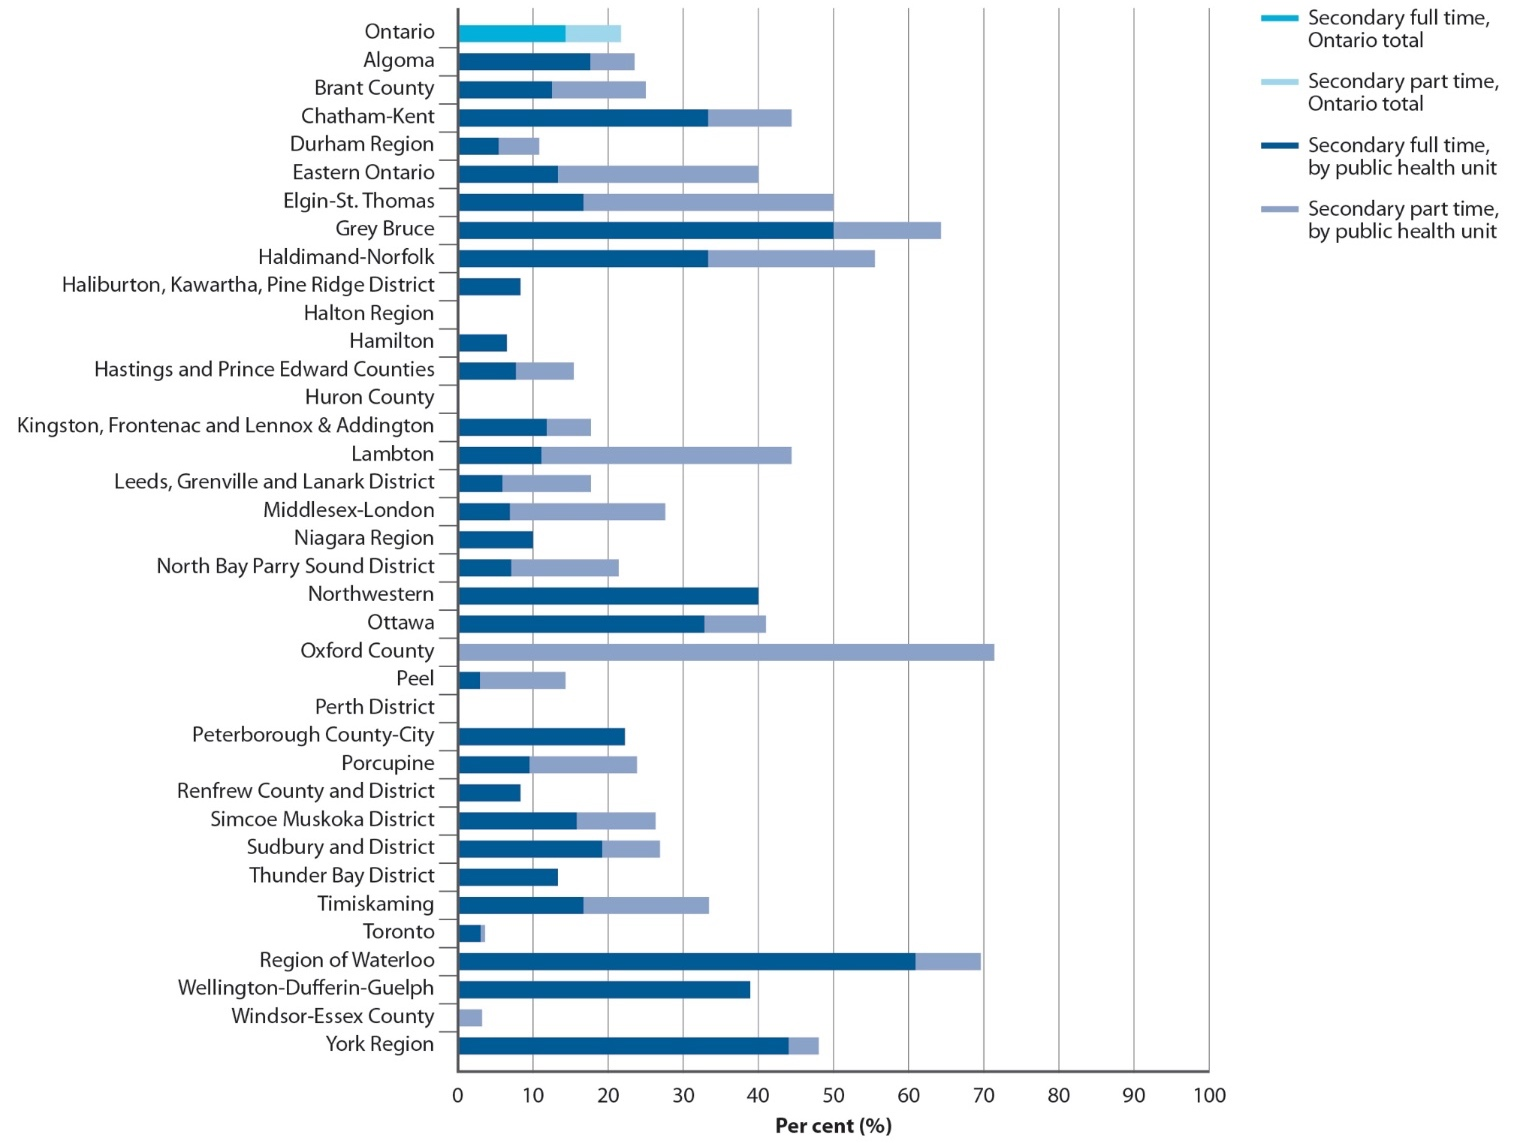 Ontario
Algoma
Brant County
Chatham-Kent
Durham Region
Eastern Ontario
Elgin-St. Thomas
Grey Bruce
Haldimand-Norfolk
Haliburton, Kawartha, Pine Ridge District
Halton Region
Hamilton
Hastings and Prince Edward Counties
Huron County
Kingston, Frontenac and Lennox & Addington
Lambton
Leeds, Grenville and Lanark District
Middlesex-London
Niagara Region
North Bay Parry Sound District
Northwestern
Ottawa
Oxford County
Peel
Perth District
Peterborough County-City
Porcupine
Renfrew County and District
Simcoe Muskoka District
Sudbury and District
Thunder Bay District
Timiskaming
Toronto
Region of Waterloo
Wellington-Dufferin-Guelph
Windsor-Essex County
York Region
0 10 20 30 40 50 60 70 80 90 100
Per cent (%)
Secondary full time,
Ontario total
Secondary part time,
Ontario total
Secondary full time,
by public health unit
Secondary part time,
by public health unit